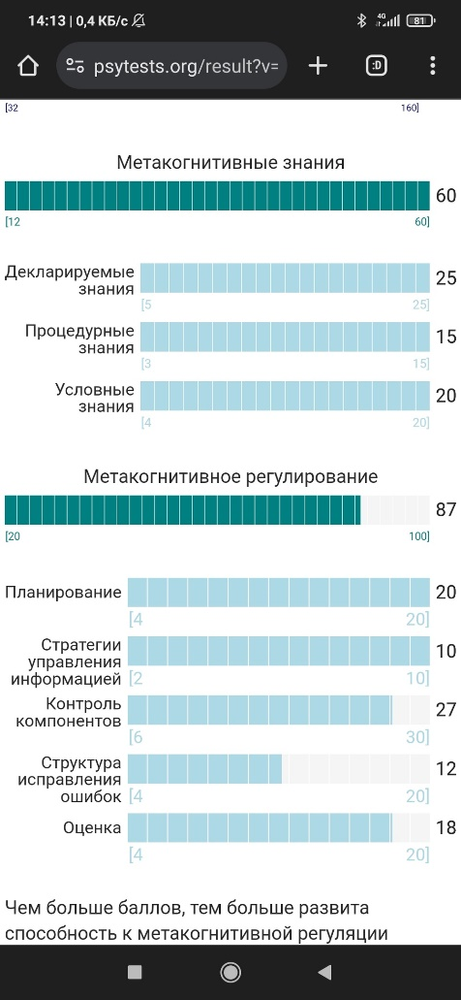 14:13 | 0,4 КБ/с
4G
81
psytests.org/result?v=
:D
[32 160]
Метакогнитивные знания
60
[12 60]
Декларируемые
знания
25
[5 25]
Процедурные
знания
15
[3 15]
Условные
знания
20
[4 20]
Метакогнитивное регулирование
87
[20 100]
Планирование 20
[4 20]
Стратегии
управления
информацией
10
[2 10]
Контроль
компонентов
27
[6 30]
Структура
исправления
ошибок
12
[4 20]
Оценка 18
[4 20]
Чем больше баллов, тем больше развита
способность к метакогнитивной регуляции